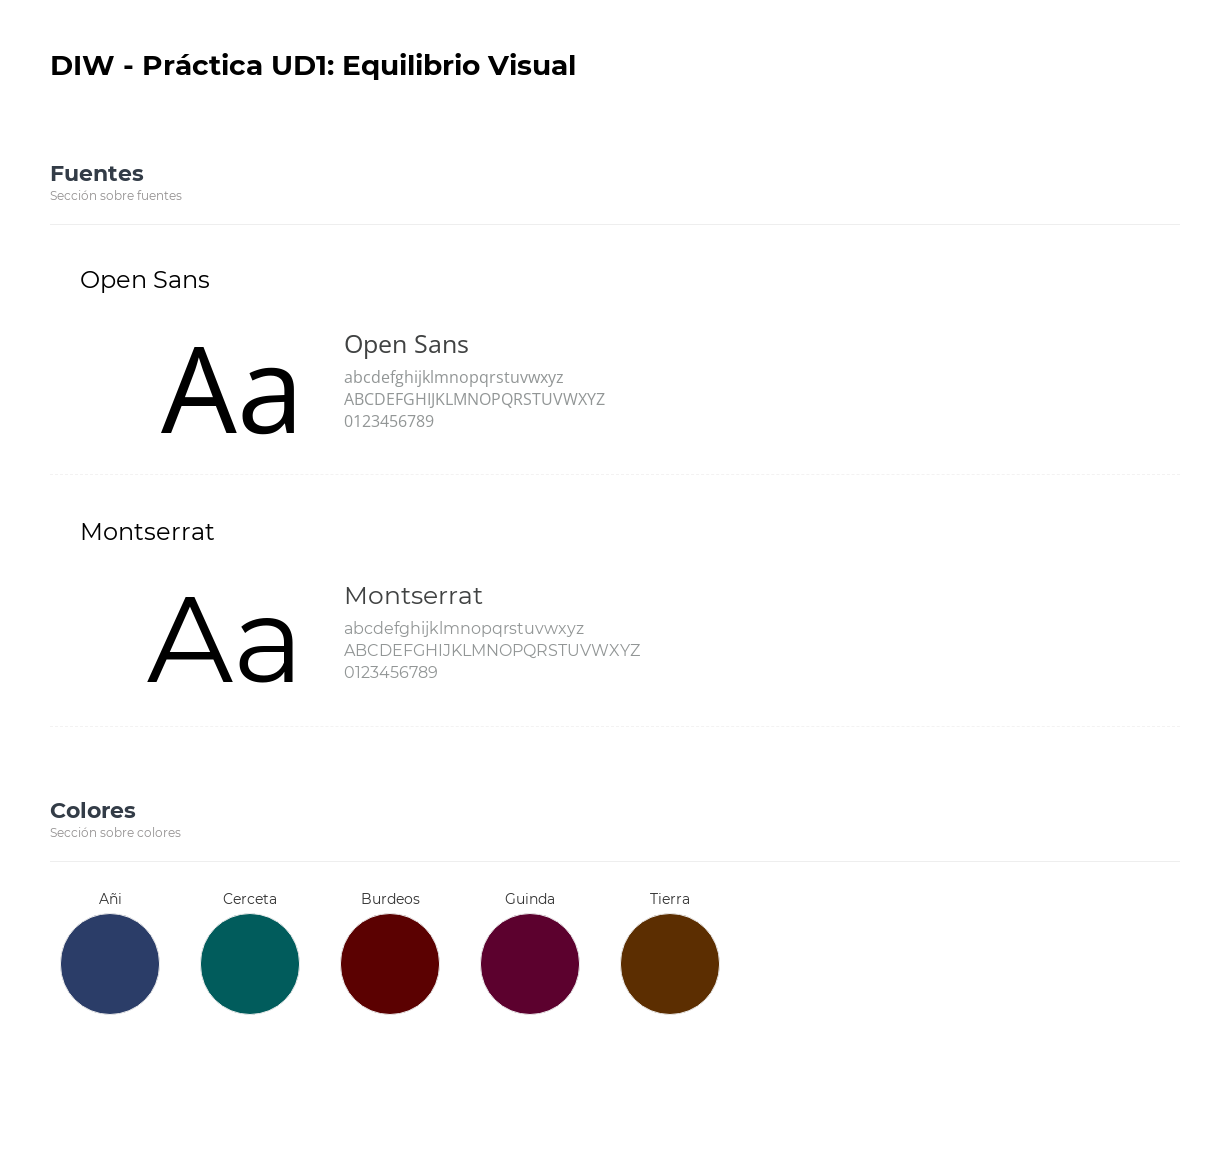 DIW - Práctica UD1: Equilibrio Visual
Fuentes
Sección sobre fuentes
Open Sans
Aa
Open Sans
abcdefghijklmnopqrstuvwxyz
ABCDEFGHIJKLMNOPQRSTUVWXYZ
0123456789
Montserrat
Aa
Montserrat
abcdefghijklmnopqrstuvwxyz
ABCDEFGHIJKLMNOPQRSTUVWXYZ
0123456789
Colores
Sección sobre colores
Añi Cerceta Burdeos Guinda Tierra